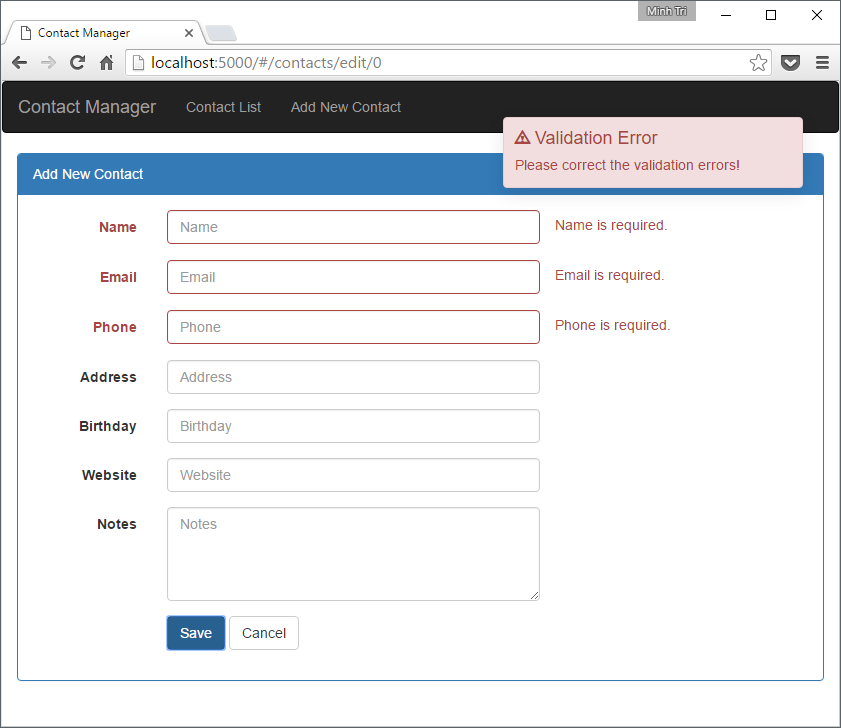 Minh Tri
Contact Manager
localhost:5000/#/contacts/edit/0
Contact Manager Contact List Add New Contact
Validation Error
Please correct the validation errors!
Add New Contact
Name Name Name is required.
Email Email Email is required.
Phone Phone Phone is required.
Address Address
Birthday Birthday
Website Website
Notes Notes
Save Cancel